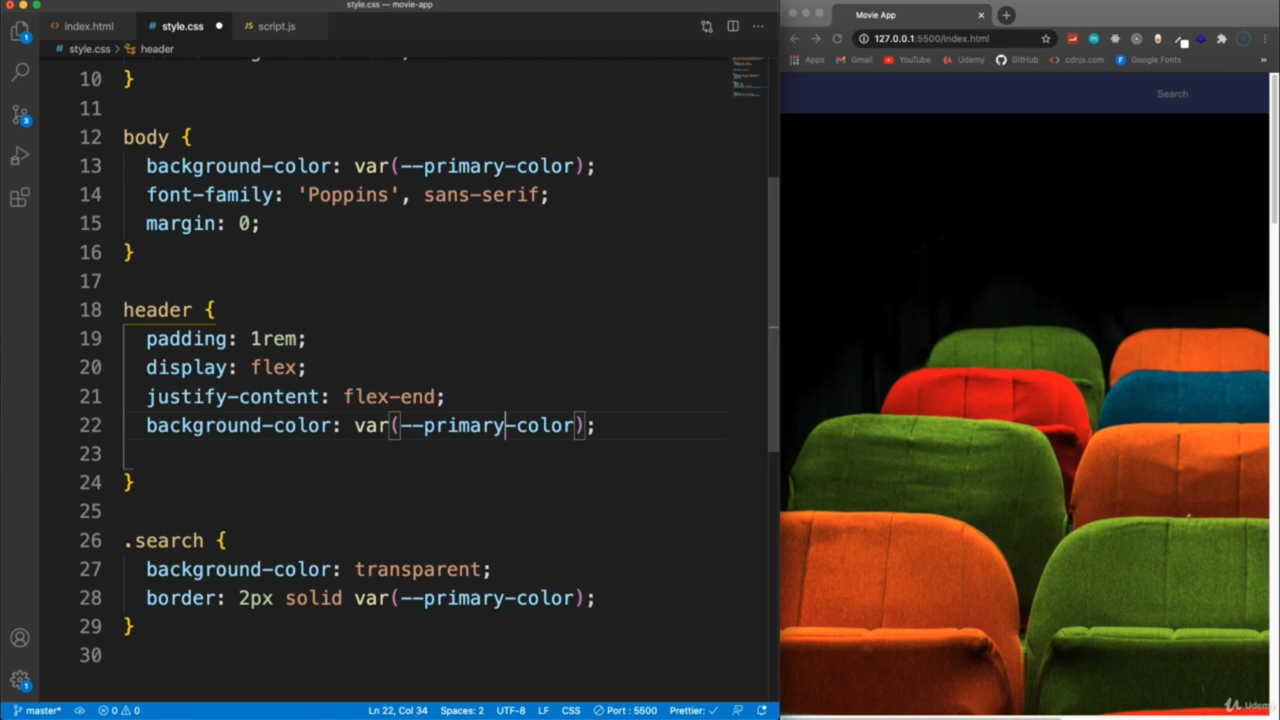 style.css — movie-app
index.html
style.css
JS script.js
# style.css > header
10 }
11
12 body {
13 background-color: var(--primary-color);
14 font-family: 'Poppins', sans-serif;
15 margin: 0;
16 }
17
18 header {
19 padding: 1rem;
20 display: flex;
21 justify-content: flex-end;
22 background-color: var(--primary-color);
23
24 }
25
26 .search {
27 background-color: transparent;
28 border: 2px solid var(--primary-color);
29 }
30
master* 0 0 Ln 22, Col 34 Spaces: 2 UTF-8 LF CSS Port : 5500 Prettier: ✓
Movie App
127.0.0.1:5500/index.html
Apps Gmail YouTube Udemy GitHub cdnjs.com Google Fonts »
Search
Udemy